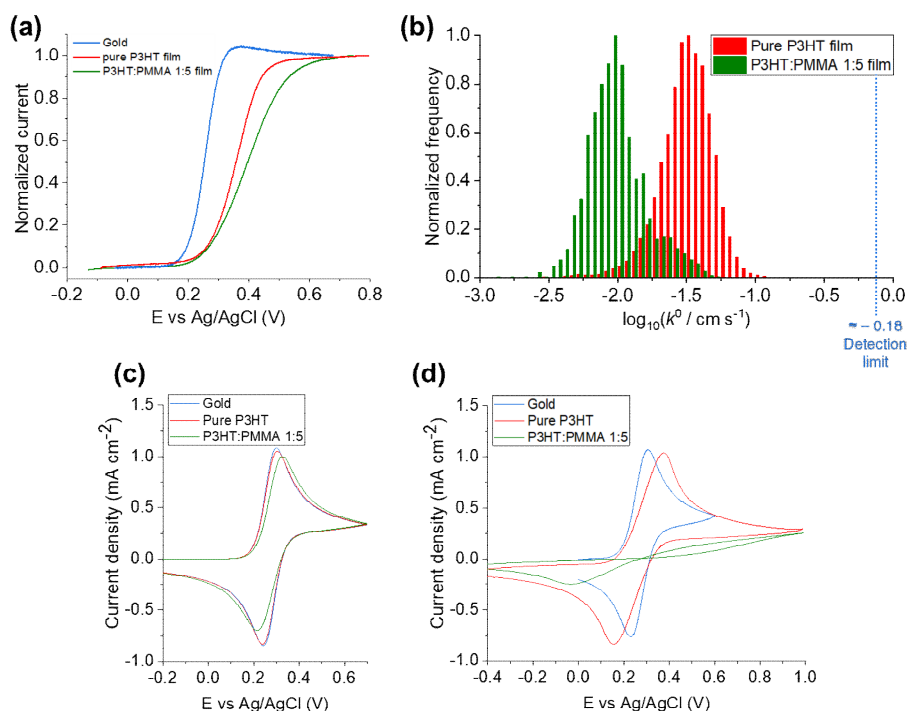 (a)
Gold
pure P3HT film
P3HT:PMMA 1:5 film
Normalized current
1.0
0.8
0.6
0.4
0.2
0.0
-0.2 0.0 0.2 0.4 0.6 0.8
E vs Ag/AgCl (V)
(b)
Pure P3HT film
P3HT:PMMA 1:5 film
Normalized frequency
1.0
0.8
0.6
0.4
0.2
0.0
-3.0 -2.5 -2.0 -1.5 -1.0 -0.5 0.0
log₁₀(k⁰ / cm s⁻¹)
≈ – 0.18
Detection
limit
(c)
Gold
Pure P3HT
P3HT:PMMA 1:5
Current density (mA cm⁻²)
1.5
1.0
0.5
0.0
-0.5
-1.0
-0.2 0.0 0.2 0.4 0.6
E vs Ag/AgCl (V)
(d)
Gold
Pure P3HT
P3HT:PMMA 1:5
Current density (mA cm⁻²)
1.5
1.0
0.5
0.0
-0.5
-1.0
-0.4 -0.2 0.0 0.2 0.4 0.6 0.8 1.0
E vs Ag/AgCl (V)